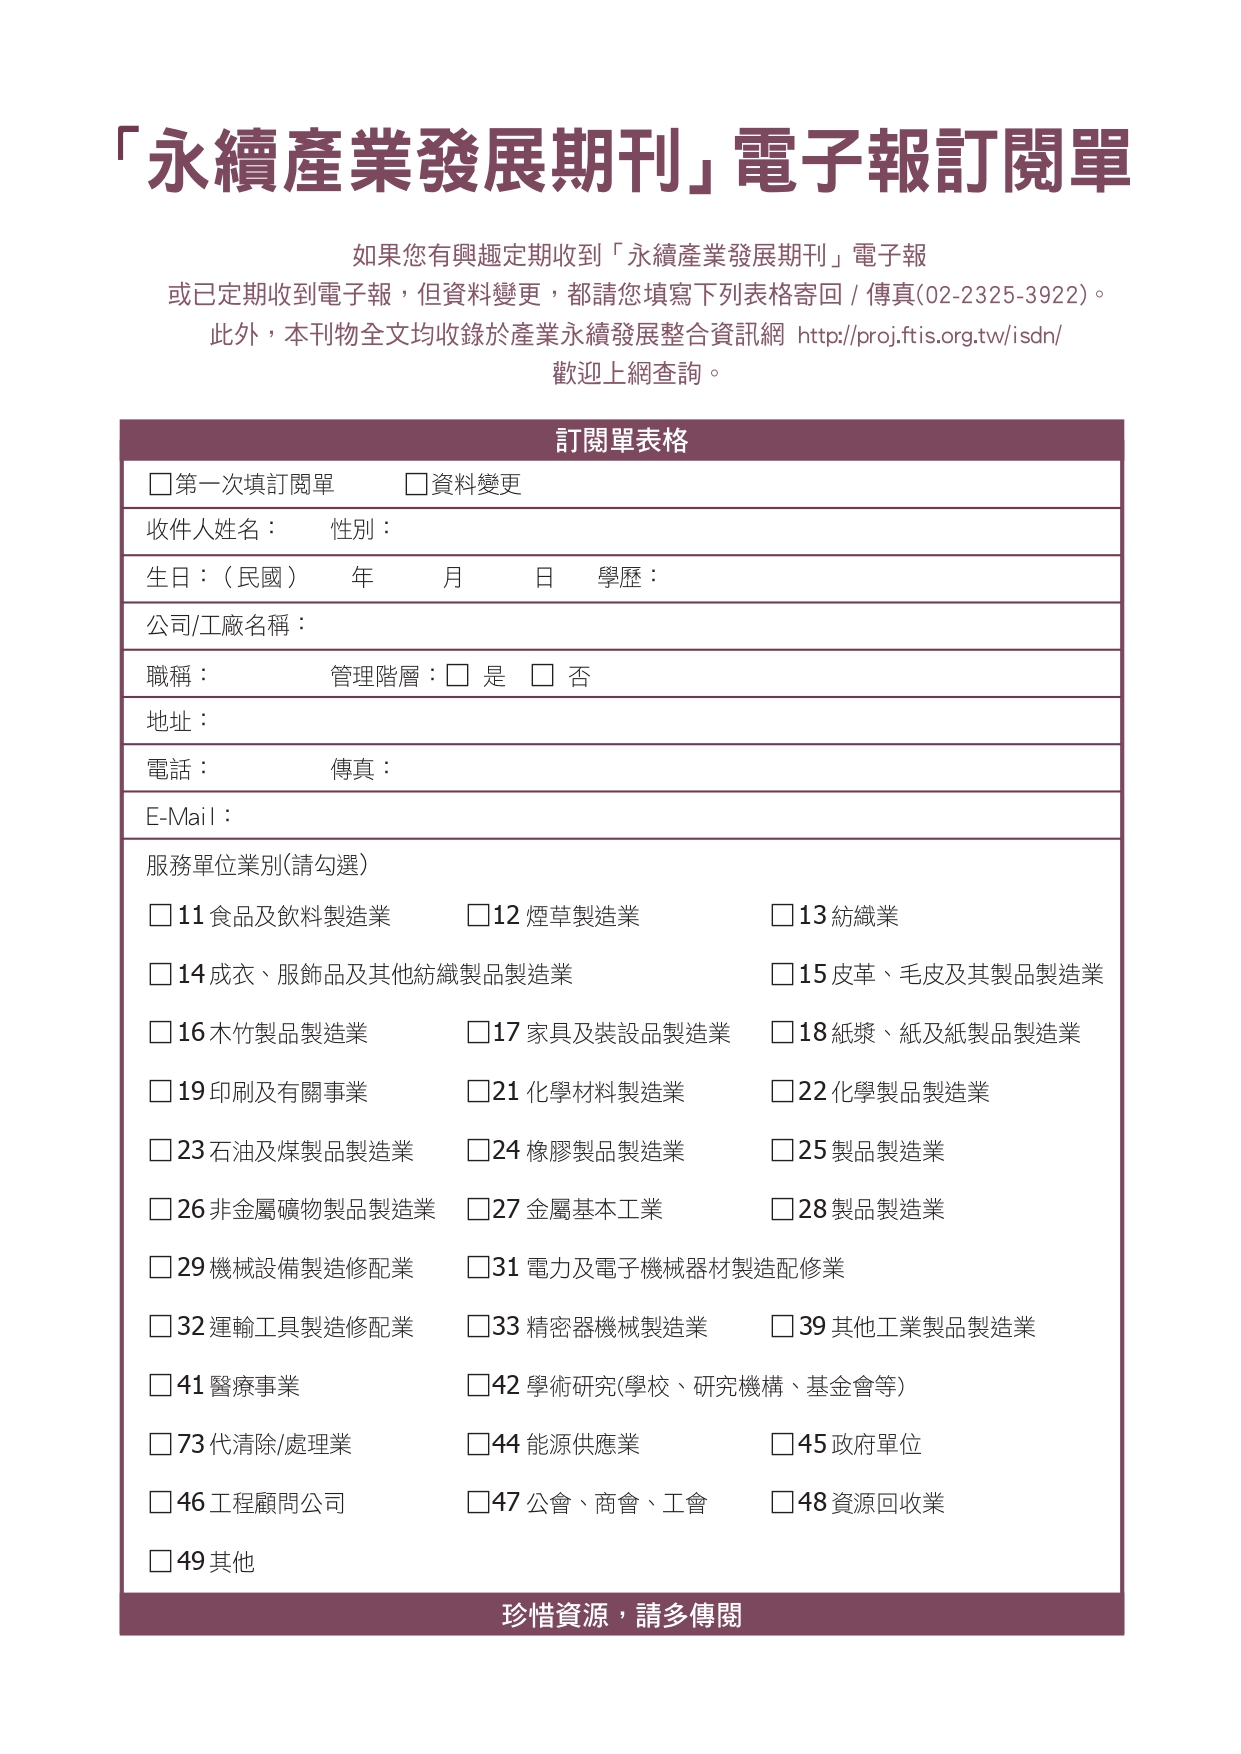 「永續產業發展期刊」電子報訂閱單
如果您有興趣定期收到「永續產業發展期刊」電子報
或已定期收到電子報，但資料變更，都請您填寫下列表格寄回 / 傳真(02-2325-3922)。
此外，本刊物全文均收錄於產業永續發展整合資訊網 http://proj.ftis.org.tw/isdn/
歡迎上網查詢。
訂閱單表格
□第一次填訂閱單 □資料變更
收件人姓名： 性別：
生日：（民國） 年 月 日 學歷：
公司/工廠名稱：
職稱： 管理階層：□ 是 □ 否
地址：
電話： 傳真：
E-Mail：
服務單位業別(請勾選)
□11 食品及飲料製造業 □12 煙草製造業 □13 紡織業
□14 成衣、服飾品及其他紡織製品製造業 □15 皮革、毛皮及其製品製造業
□16 木竹製品製造業 □17 家具及裝設品製造業 □18 紙漿、紙及紙製品製造業
□19 印刷及有關事業 □21 化學材料製造業 □22 化學製品製造業
□23 石油及煤製品製造業 □24 橡膠製品製造業 □25 製品製造業
□26 非金屬礦物製品製造業 □27 金屬基本工業 □28 製品製造業
□29 機械設備製造修配業 □31 電力及電子機械器材製造配修業
□32 運輸工具製造修配業 □33 精密器機械製造業 □39 其他工業製品製造業
□41 醫療事業 □42 學術研究(學校、研究機構、基金會等)
□73 代清除/處理業 □44 能源供應業 □45 政府單位
□46 工程顧問公司 □47 公會、商會、工會 □48 資源回收業
□49 其他
珍惜資源，請多傳閱